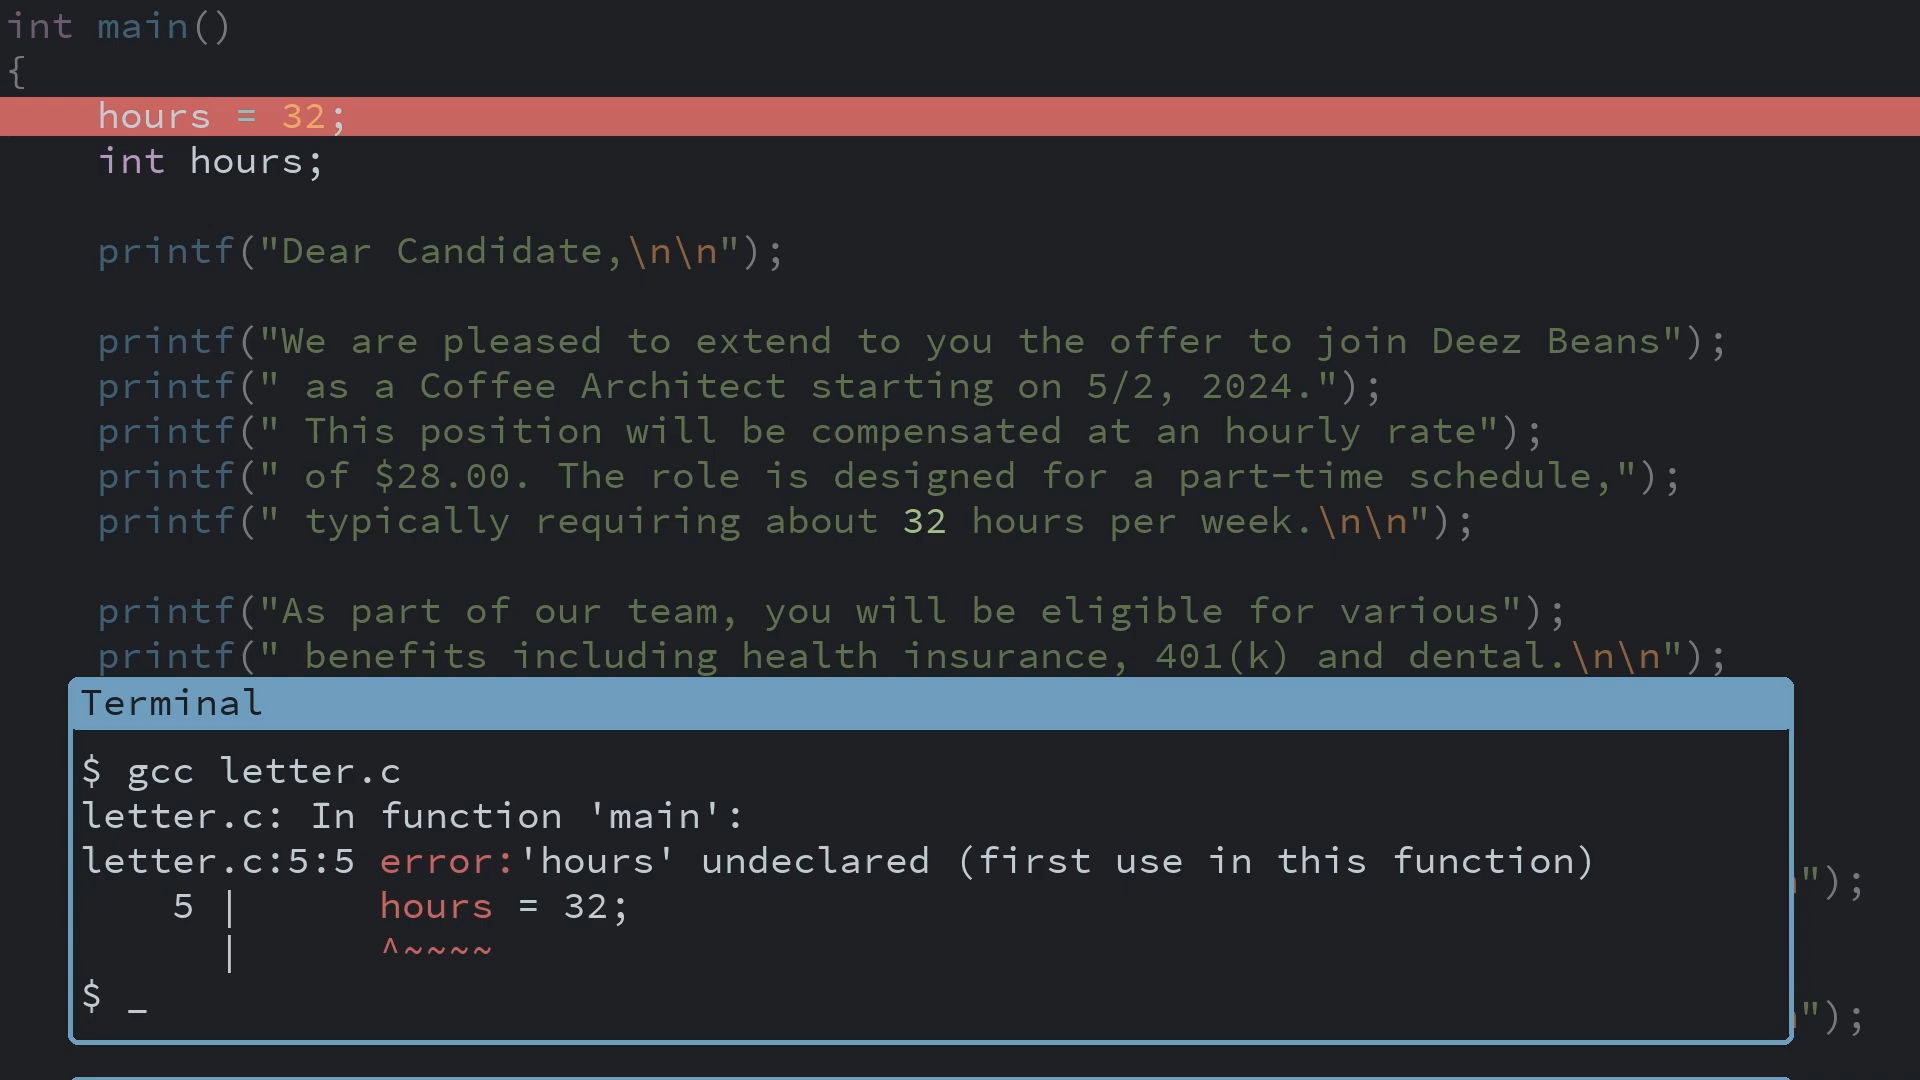 int main()
{
    hours = 32;
    int hours;

    printf("Dear Candidate,\n\n");

    printf("We are pleased to extend to you the offer to join Deez Beans");
    printf(" as a Coffee Architect starting on 5/2, 2024.");
    printf(" This position will be compensated at an hourly rate");
    printf(" of $28.00. The role is designed for a part-time schedule,");
    printf(" typically requiring about 32 hours per week.\n\n");

    printf("As part of our team, you will be eligible for various");
    printf(" benefits including health insurance, 401(k) and dental.\n\n");
Terminal
$ gcc letter.c
letter.c: In function 'main':
letter.c:5:5 error:'hours' undeclared (first use in this function)
    5 |      hours = 32;
");
      |      ^~~~~
$ _
");